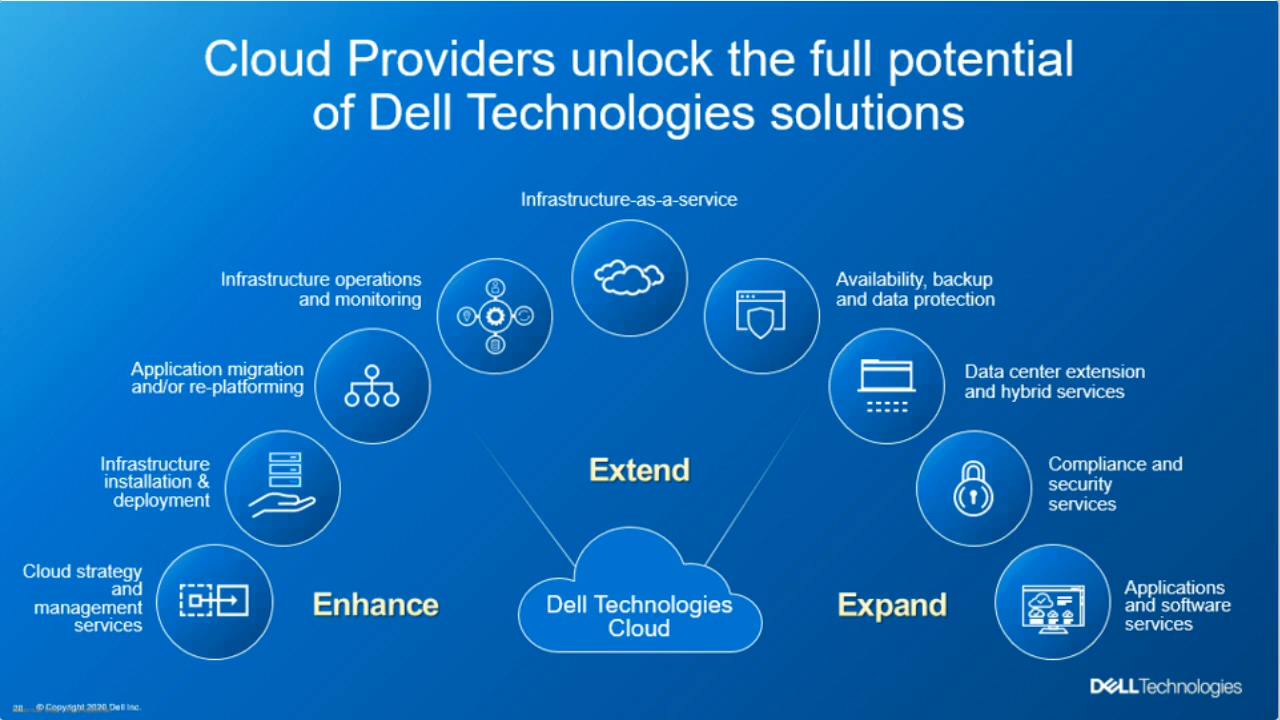 Cloud Providers unlock the full potential
of Dell Technologies solutions
Infrastructure-as-a-service
Infrastructure operations
and monitoring
Availability, backup
and data protection
Application migration
and/or re-platforming
Data center extension
and hybrid services
Infrastructure
installation &
deployment
Compliance and
security
services
Cloud strategy
and
management
services
Applications
and software
services
Extend
Enhance
Expand
Dell Technologies
Cloud
DELLTechnologies
© Copyright 2020 Dell Inc.